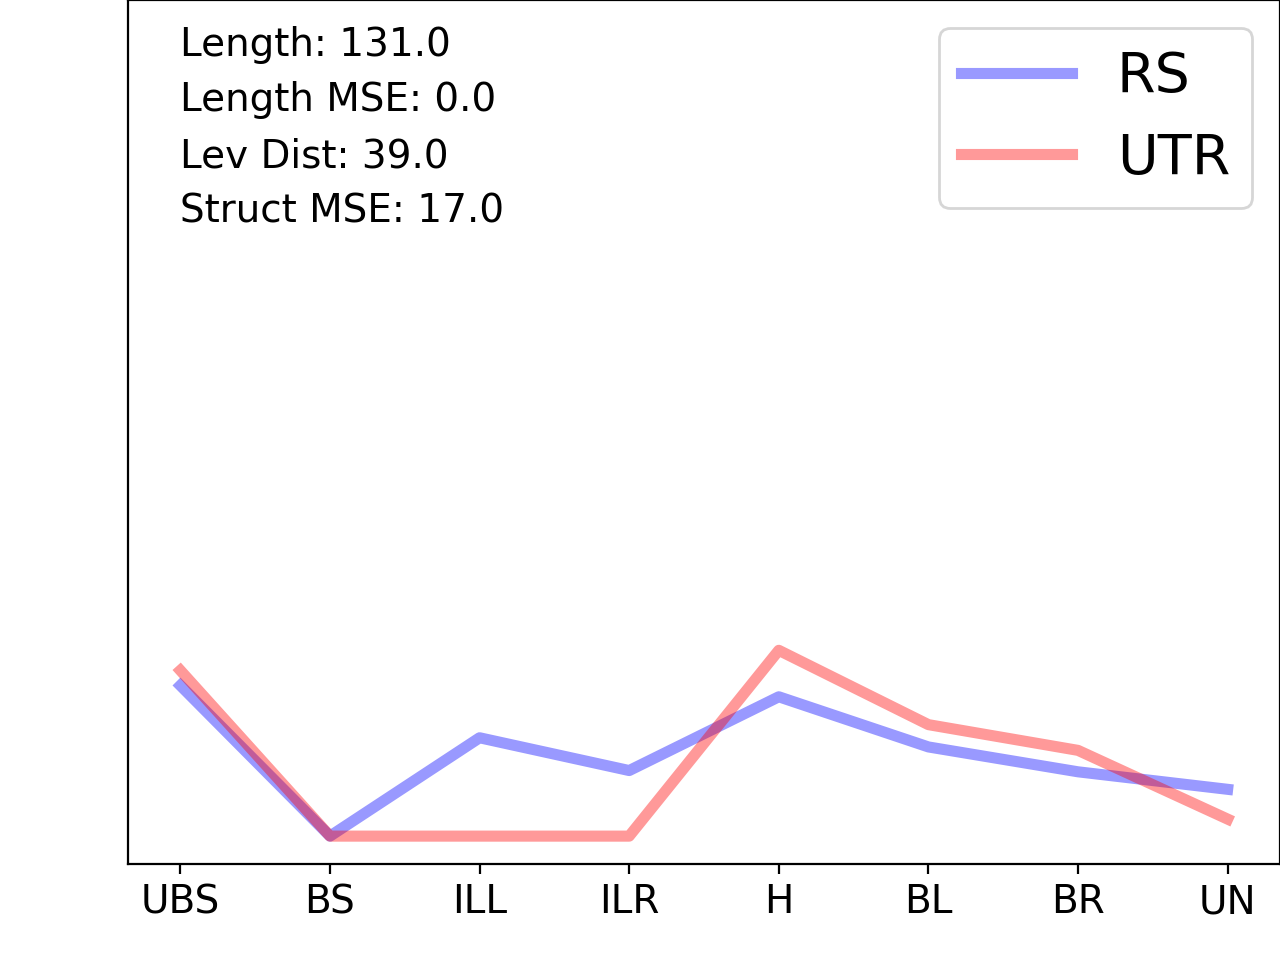 Length: 131.0
Length MSE: 0.0
Lev Dist: 39.0
Struct MSE: 17.0
RS
UTR
UBS BS ILL ILR H BL BR UN